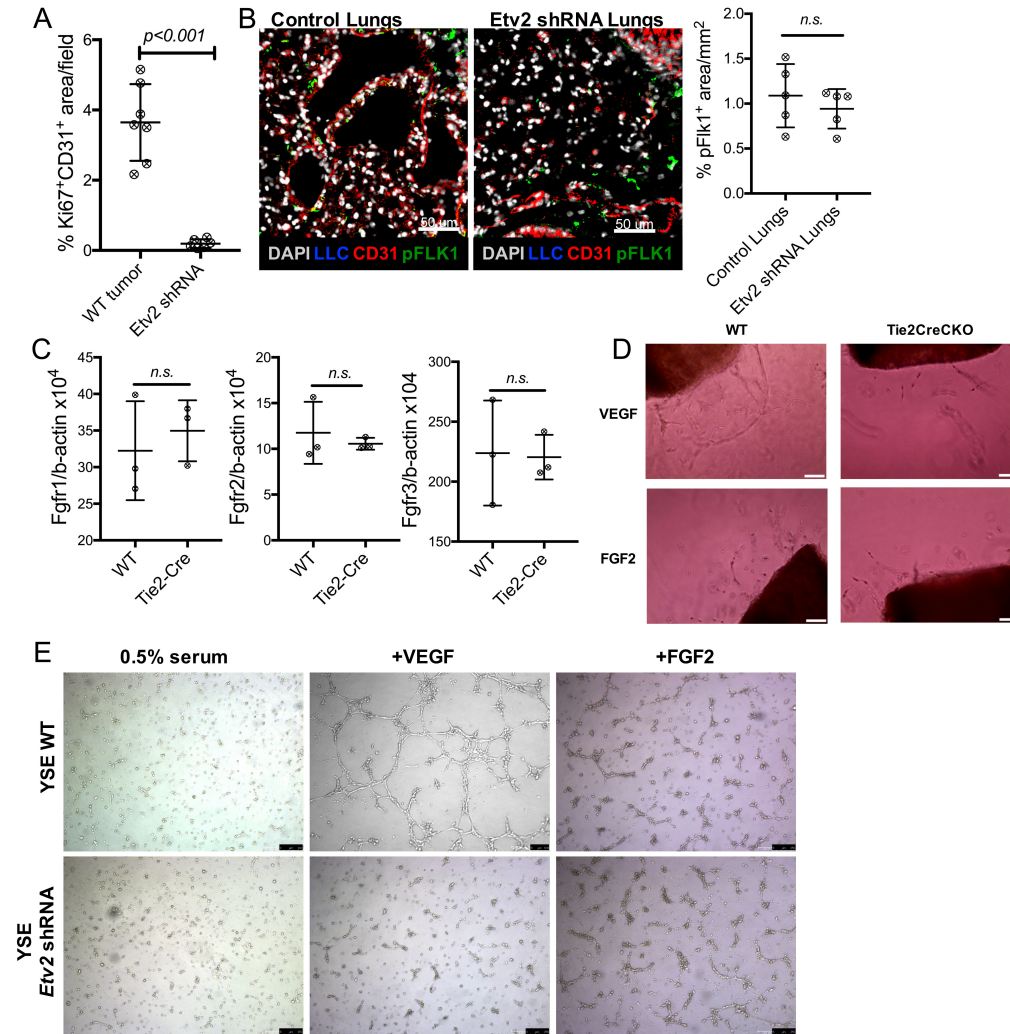 A
p<0.001
% Ki67+CD31+ area/field
6
4
2
0
WT tumor
Etv2 shRNA
B
Control Lungs
Etv2 shRNA Lungs
50 um
50 um
DAPI LLC CD31 pFLK1
DAPI LLC CD31 pFLK1
n.s.
% pFlk1+ area/mm2
2.0
1.5
1.0
0.5
0.0
Control Lungs
Etv2 shRNA Lungs
C
n.s.
Fgfr1/b-actin x10^4
45
40
35
30
25
20
WT
Tie2-Cre
n.s.
Fgfr2/b-actin x10^4
20
15
10
5
0
WT
Tie2-Cre
n.s.
Fgfr3/b-actin x104
300
250
200
150
WT
Tie2-Cre
D
WT
Tie2CreCKO
VEGF
FGF2
E
0.5% serum
+VEGF
+FGF2
YSE WT
YSE
Etv2 shRNA